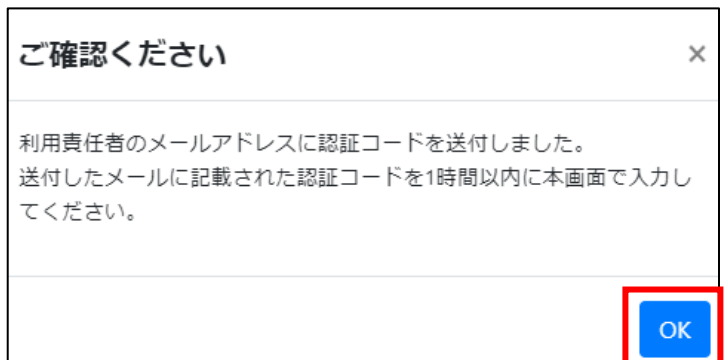 ご確認ください
×
利用責任者のメールアドレスに認証コードを送付しました。
送付したメールに記載された認証コードを1時間以内に本画面で入力し
てください。
OK